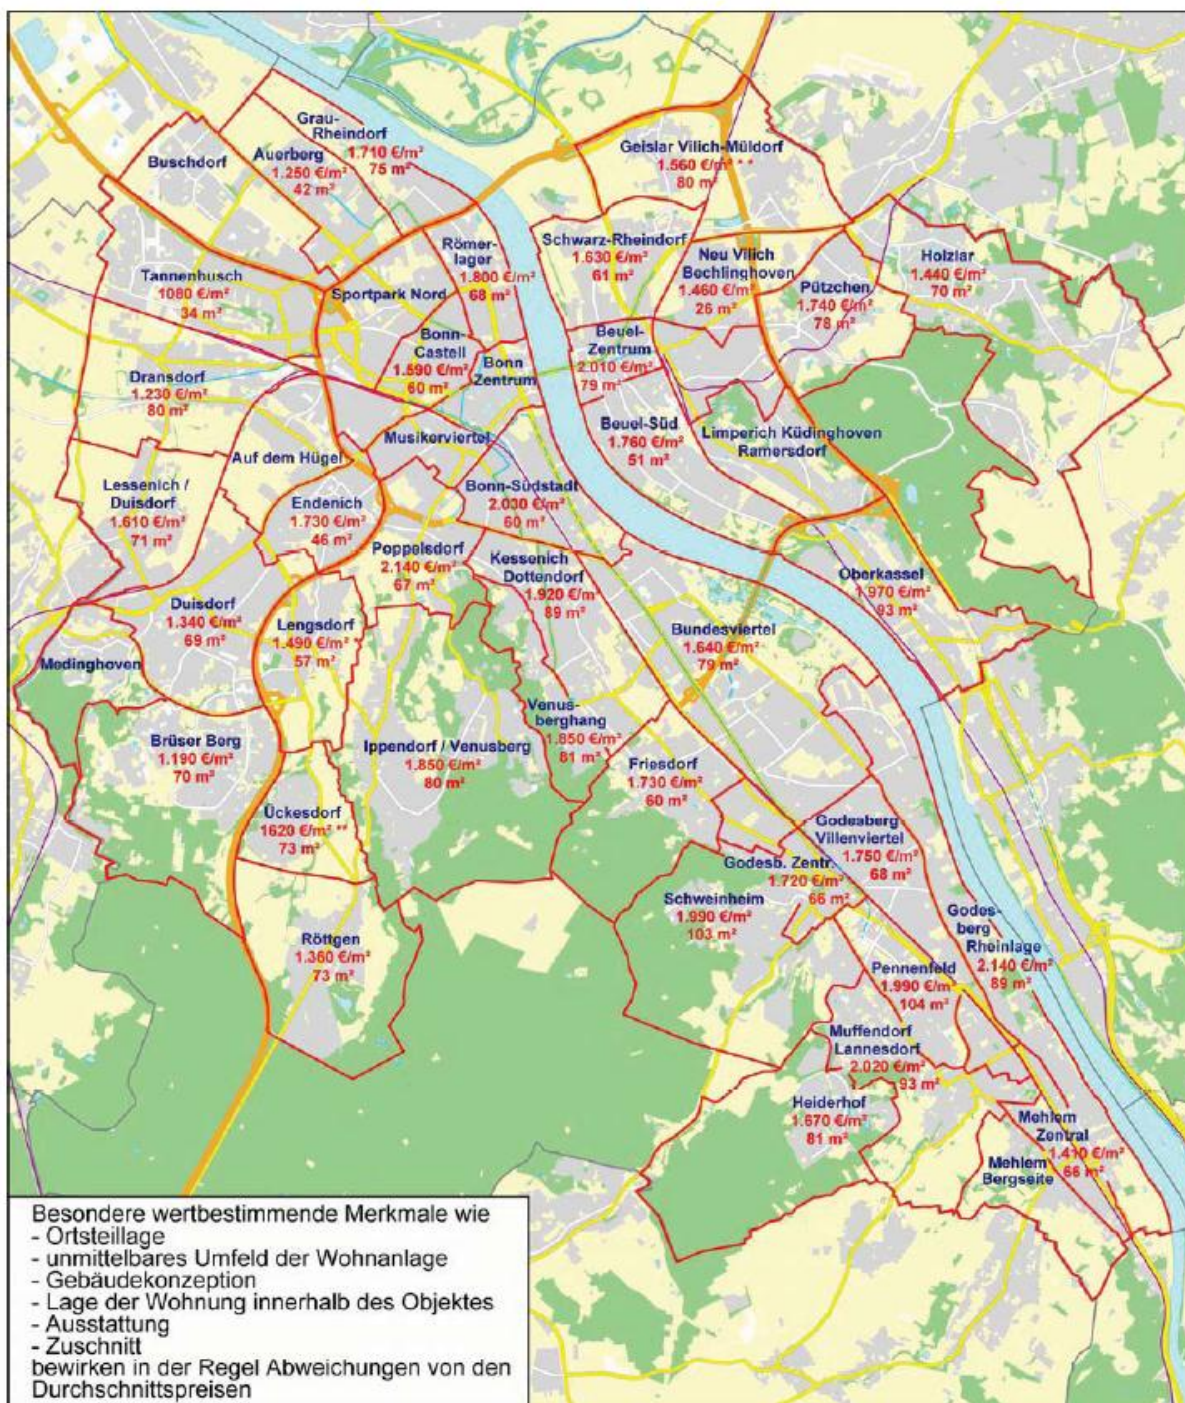 Grau-
Rheindorf
1.710 €/m²
75 m²
Buschdorf
Auerberg
1.250 €/m²
42 m²
Geislar Vilich-Müldorf
1.560 €/m² * *
80 m²
Römer-
lager
1.800 €/m²
68 m²
Schwarz-Rheindorf
1.630 €/m²
61 m²
Neu Vilich
Bechlinghoven
1.460 €/m²
26 m²
Holzlar
1.440 €/m²
70 m²
Pützchen
1.740 €/m²
78 m²
Tannenbusch
1080 €/m²
34 m²
Sportpark Nord
Bonn-
Castell
1.590 €/m²
60 m²
Bonn
Zentrum
Beuel-
Zentrum
2.010 €/m²
79 m²
Dransdorf
1.230 €/m²
80 m²
Musikerviertel
Beuel-Süd
1.760 €/m²
51 m²
Limperich Küdinghoven
Ramersdorf
Auf dem Hügel
Lessenich /
Duisdorf
1.610 €/m²
71 m²
Endenich
1.730 €/m²
46 m²
Bonn-Südstadt
2.030 €/m²
60 m²
Poppelsdorf
2.140 €/m²
67 m²
Kessenich
Dottendorf
1.920 €/m²
89 m²
Oberkassel
1.970 €/m²
93 m²
Duisdorf
1.340 €/m²
69 m²
Lengsdorf
1.490 € m² *
57 m²
Bundesviertel
1.640 €/m²
79 m²
Medinghoven
Venus-
berghang
1.850 €/m²
81 m²
Brüser Berg
1.190 €/m²
70 m²
Ippendorf / Venusberg
1.850 €/m²
80 m²
Friesdorf
1.730 €/m²
60 m²
Ückesdorf
1620 €/m² **
73 m²
Godesberg
Villenviertel
1.750 €/m²
68 m²
Godesb. Zentr.
1.720 €/m²
66 m²
Schweinheim
1.990 €/m²
103 m²
Godes-
berg
Rheinlage
2.140 €/m²
89 m²
Röttgen
1.360 €/m²
73 m²
Pennenfeld
1.990 €/m²
104 m²
Muffendorf
Lannesdorf
2.020 €/m²
93 m²
Heiderhof
1.670 €/m²
81 m²
Mehlem
Zentral
1.410 €/m²
66 m²
Mehlem
Bergseite
Besondere wertbestimmende Merkmale wie
- Ortsteillage
- unmittelbares Umfeld der Wohnanlage
- Gebäudekonzeption
- Lage der Wohnung innerhalb des Objektes
- Ausstattung
- Zuschnitt
bewirken in der Regel Abweichungen von den
Durchschnittspreisen